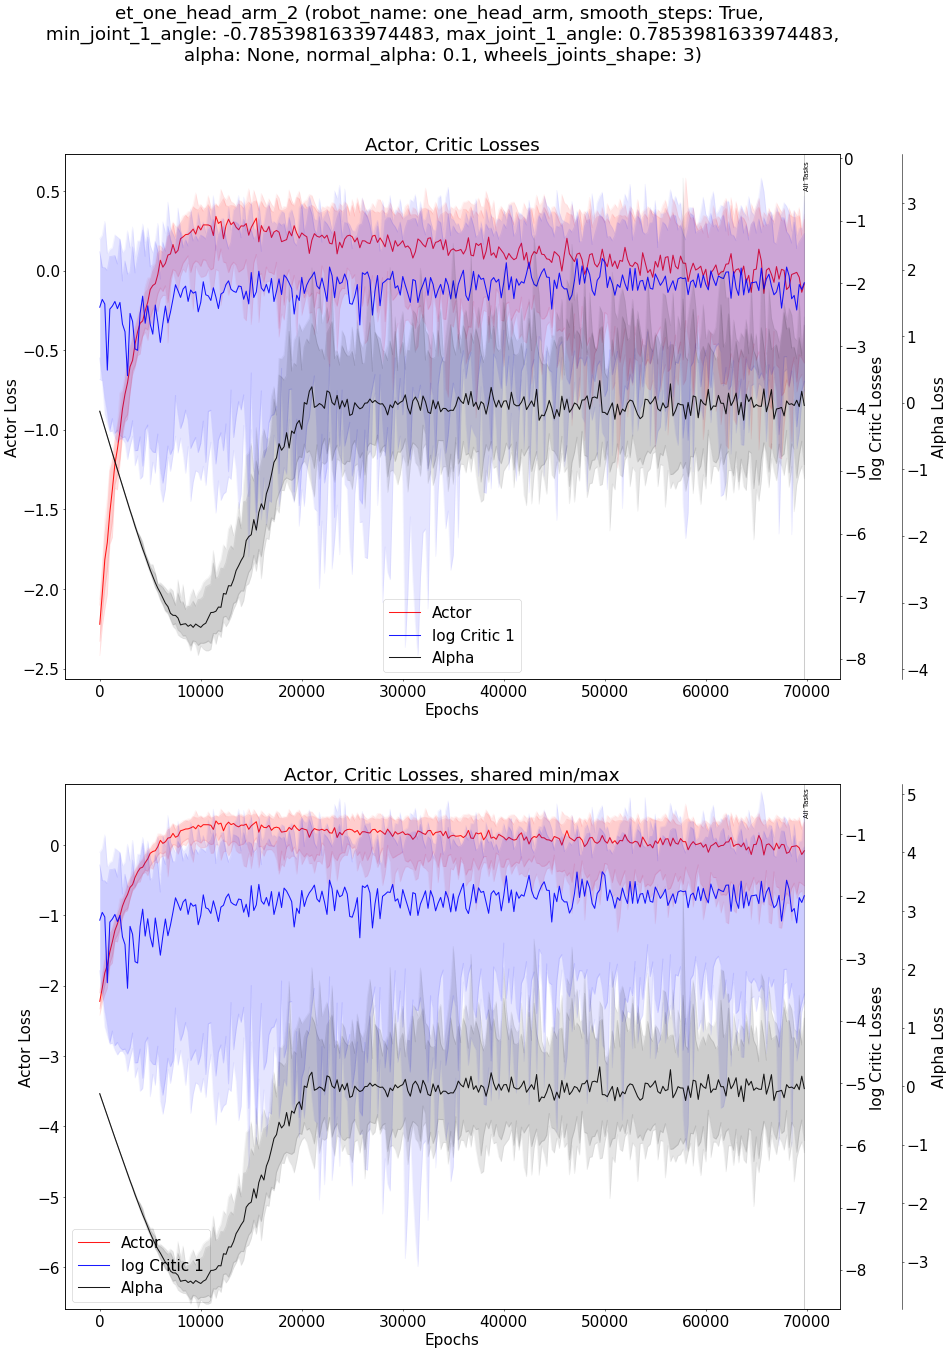 et_one_head_arm_2 (robot_name: one_head_arm, smooth_steps: True,
min_joint_1_angle: -0.7853981633974483, max_joint_1_angle: 0.7853981633974483,
alpha: None, normal_alpha: 0.1, wheels_joints_shape: 3)
Actor, Critic Losses
All Tasks
0.5
0.0
−0.5
−1.0
−1.5
−2.0
−2.5
Actor Loss
0
−1
−2
−3
−4
−5
−6
−7
−8
log Critic Losses
3
2
1
0
−1
−2
−3
−4
Alpha Loss
Actor
log Critic 1
Alpha
0 10000 20000 30000 40000 50000 60000 70000
Epochs
Actor, Critic Losses, shared min/max
All Tasks
0
−1
−2
−3
−4
−5
−6
Actor Loss
−1
−2
−3
−4
−5
−6
−7
−8
log Critic Losses
5
4
3
2
1
0
−1
−2
−3
Alpha Loss
Actor
log Critic 1
Alpha
0 10000 20000 30000 40000 50000 60000 70000
Epochs